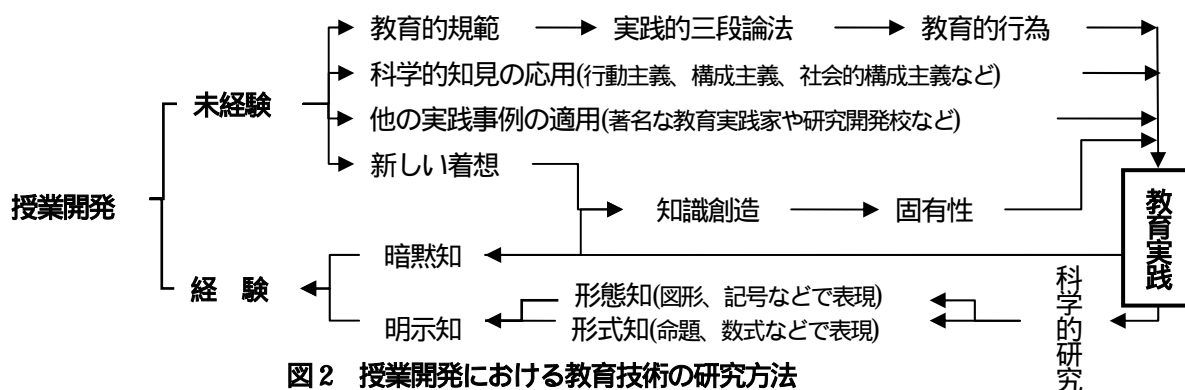 教育的規範 実践的三段論法 教育的行為
科学的知見の応用(行動主義、構成主義、社会的構成主義など)
未経験
他の実践事例の適用(著名な教育実践家や研究開発校など)
新しい着想
授業開発
知識創造 固有性
教育実践
暗黙知
経 験
形態知(図形、記号などで表現)
明示知 形式知(命題、数式などで表現)
科学的研究
図2 授業開発における教育技術の研究方法